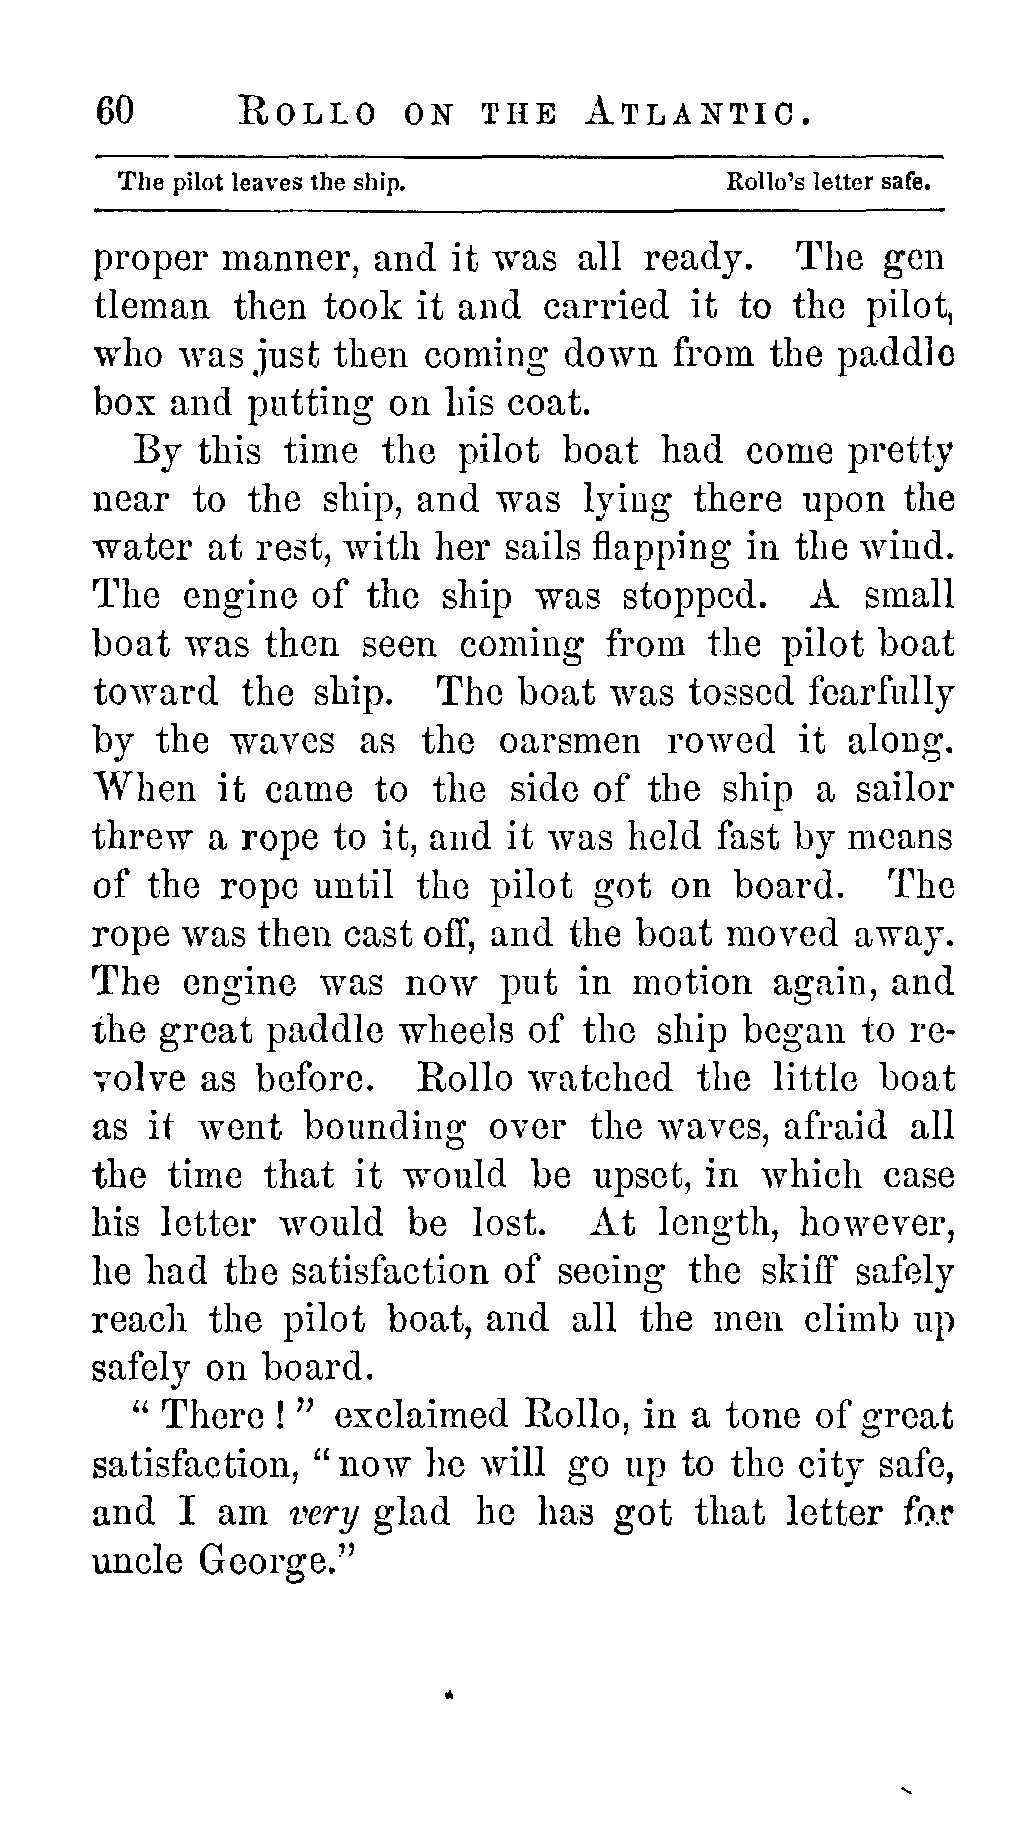 60 ROLLO ON THE ATLANTIC.
The pilot leaves the ship. Rollo's letter safe.
proper manner, and it was all ready. The gen
tleman then took it and carried it to the pilot,
who was just then coming down from the paddle
box and putting on his coat.
By this time the pilot boat had come pretty
near to the ship, and was lying there upon the
water at rest, with her sails flapping in the wind.
The engine of the ship was stopped. A small
boat was then seen coming from the pilot boat
toward the ship. The boat was tossed fearfully
by the waves as the oarsmen rowed it along.
When it came to the side of the ship a sailor
threw a rope to it, and it was held fast by means
of the rope until the pilot got on board. The
rope was then cast off, and the boat moved away.
The engine was now put in motion again, and
the great paddle wheels of the ship began to re-
volve as before. Rollo watched the little boat
as it went bounding over the waves, afraid all
the time that it would be upset, in which case
his letter would be lost. At length, however,
he had the satisfaction of seeing the skiff safely
reach the pilot boat, and all the men climb up
safely on board.
“ There ! ” exclaimed Rollo, in a tone of great
satisfaction, “ now he will go up to the city safe,
and I am very glad he has got that letter for
uncle George.”